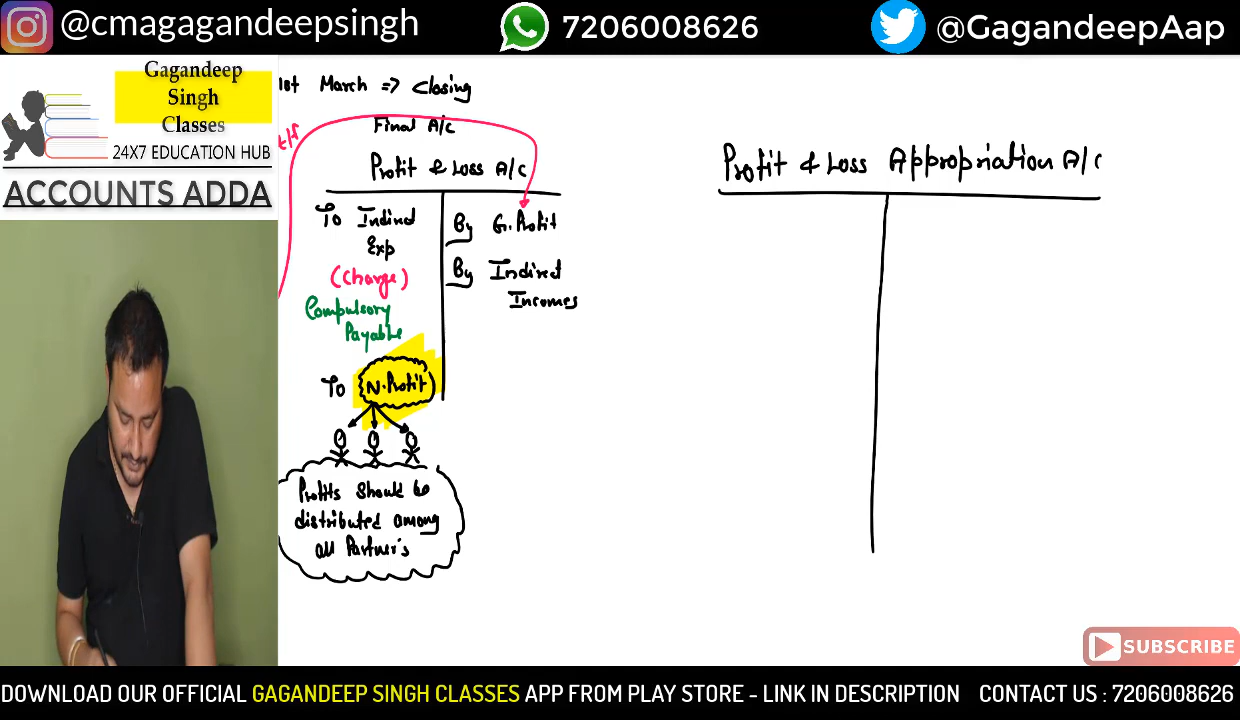 @cmagagandeepsingh
7206008626
@GagandeepAap
Gagandeep
Singh
Classes
24X7 EDUCATION HUB
ACCOUNTS ADDA
1st March => Closing
Final A/c
Profit & Loss A/c
To Indirect
Exp
(Charge)
Compulsory
Payable
To N.Profit
By G.Profit
By Indirect
Incomes
Profits Should be
distributed among
all Partner's
Profit & Loss Appropriation A/c
SUBSCRIBE
DOWNLOAD OUR OFFICIAL GAGANDEEP SINGH CLASSES APP FROM PLAY STORE - LINK IN DESCRIPTION CONTACT US : 7206008626